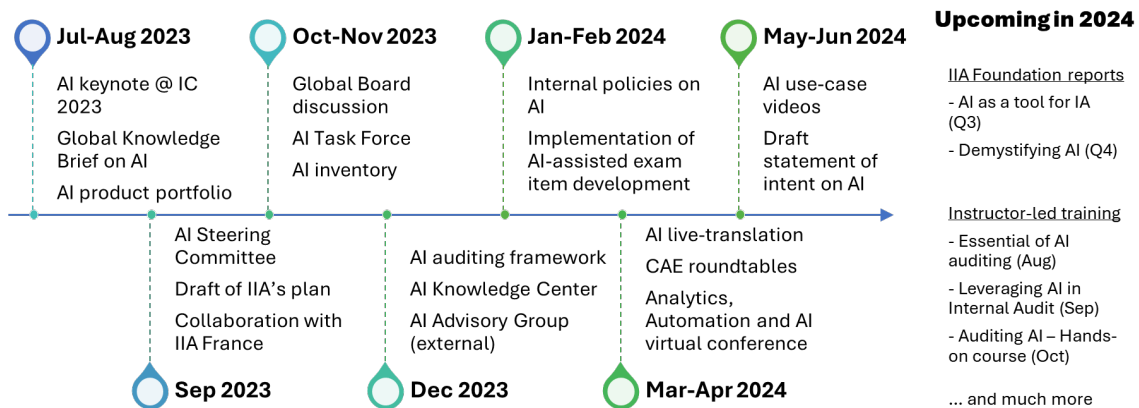 Jul-Aug 2023
AI keynote @ IC
2023
Global Knowledge
Brief on AI
AI product portfolio
Oct-Nov 2023
Global Board
discussion
AI Task Force
AI inventory
Jan-Feb 2024
Internal policies on
AI
Implementation of
AI-assisted exam
item development
May-Jun 2024
AI use-case
videos
Draft
statement of
intent on AI
AI Steering
Committee
Draft of IIA's plan
Collaboration with
IIA France
Sep 2023
AI auditing framework
AI Knowledge Center
AI Advisory Group
(external)
Dec 2023
AI live-translation
CAE roundtables
Analytics,
Automation and AI
virtual conference
Mar-Apr 2024
Upcoming in 2024
IIA Foundation reports
- AI as a tool for IA
(Q3)
- Demystifying AI (Q4)
Instructor-led training
- Essential of AI
auditing (Aug)
- Leveraging AI in
Internal Audit (Sep)
- Auditing AI – Hands-
on course (Oct)
... and much more